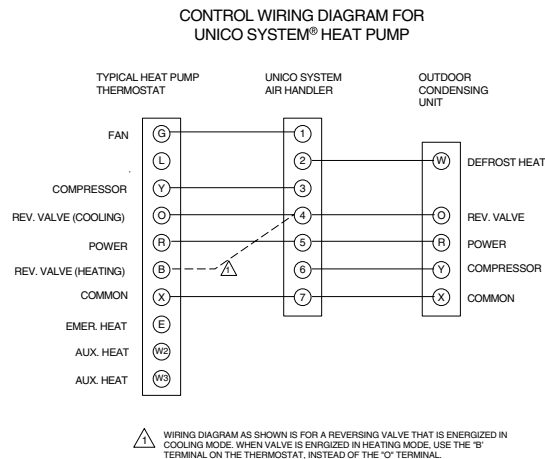 CONTROL WIRING DIAGRAM FOR
UNICO SYSTEM® HEAT PUMP
TYPICAL HEAT PUMP
THERMOSTAT
UNICO SYSTEM
AIR HANDLER
OUTDOOR
CONDENSING
UNIT
FAN G 1
L 2 W DEFROST HEAT
COMPRESSOR Y 3
REV. VALVE (COOLING) O 4 O REV. VALVE
POWER R 5 R POWER
REV. VALVE (HEATING) B 1 6 Y COMPRESSOR
COMMON X 7 X COMMON
EMER. HEAT E
AUX. HEAT W2
AUX. HEAT W3
1 WIRING DIAGRAM AS SHOWN IS FOR A REVERSING VALVE THAT IS ENERGIZED IN
COOLING MODE. WHEN VALVE IS ENRGIZED IN HEATING MODE, USE THE "B'
TERMINAL ON THE THERMOSTAT, INSTEAD OF THE "O" TERMINAL.